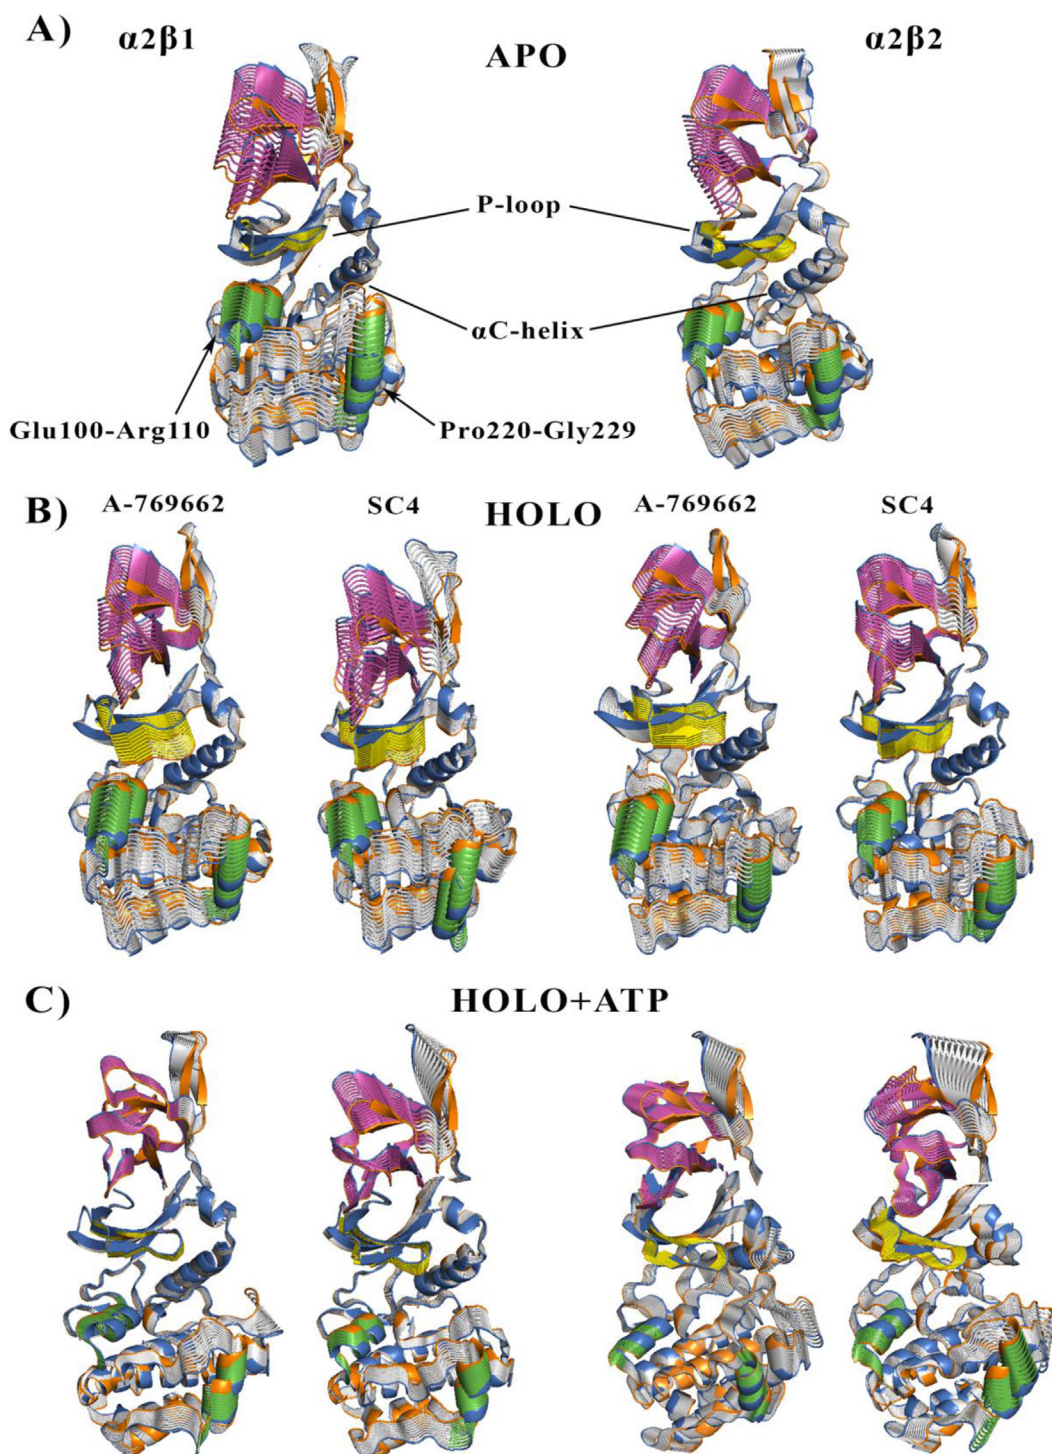 A)
α2β1
APO
α2β2
P-loop
αC-helix
Glu100-Arg110
Pro220-Gly229
B)
A-769662
SC4
HOLO
A-769662
SC4
C)
HOLO+ATP